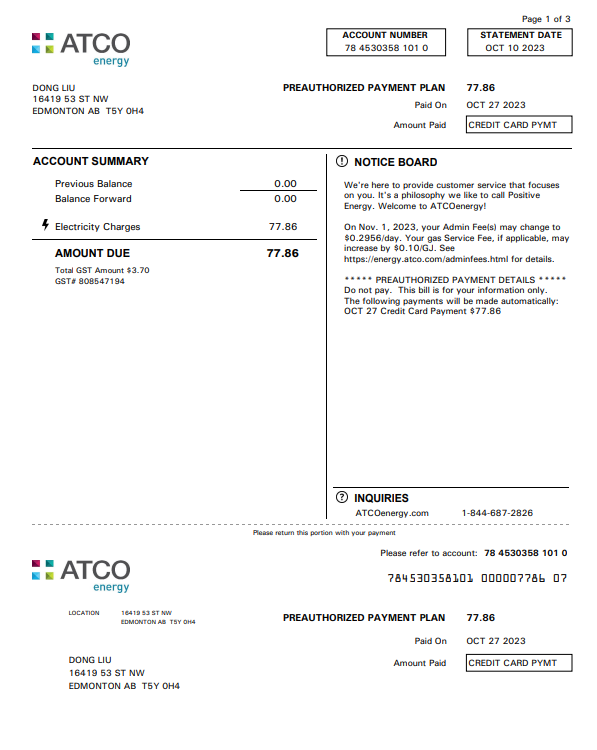 Page 1 of 3
ATCO
energy
ACCOUNT NUMBER
78 4530358 101 0
STATEMENT DATE
OCT 10 2023
DONG LIU
16419 53 ST NW
EDMONTON AB T5Y 0H4
PREAUTHORIZED PAYMENT PLAN 77.86
Paid On OCT 27 2023
Amount Paid CREDIT CARD PYMT
ACCOUNT SUMMARY
Previous Balance 0.00
Balance Forward 0.00
Electricity Charges 77.86
AMOUNT DUE 77.86
Total GST Amount $3.70
GST# 808547194
! NOTICE BOARD
We're here to provide customer service that focuses
on you. It's a philosophy we like to call Positive
Energy. Welcome to ATCOenergy!
On Nov. 1, 2023, your Admin Fee(s) may change to
$0.2956/day. Your gas Service Fee, if applicable, may
increase by $0.10/GJ. See
https://energy.atco.com/adminfees.html for details.
***** PREAUTHORIZED PAYMENT DETAILS *****
Do not pay. This bill is for your information only.
The following payments will be made automatically:
OCT 27 Credit Card Payment $77.86
? INQUIRIES
ATCOenergy.com 1-844-687-2826
Please return this portion with your payment
ATCO
energy
Please refer to account: 78 4530358 101 0
784530358101 000007786 07
LOCATION 16419 53 ST NW
EDMONTON AB T5Y 0H4
PREAUTHORIZED PAYMENT PLAN 77.86
Paid On OCT 27 2023
Amount Paid CREDIT CARD PYMT
DONG LIU
16419 53 ST NW
EDMONTON AB T5Y 0H4